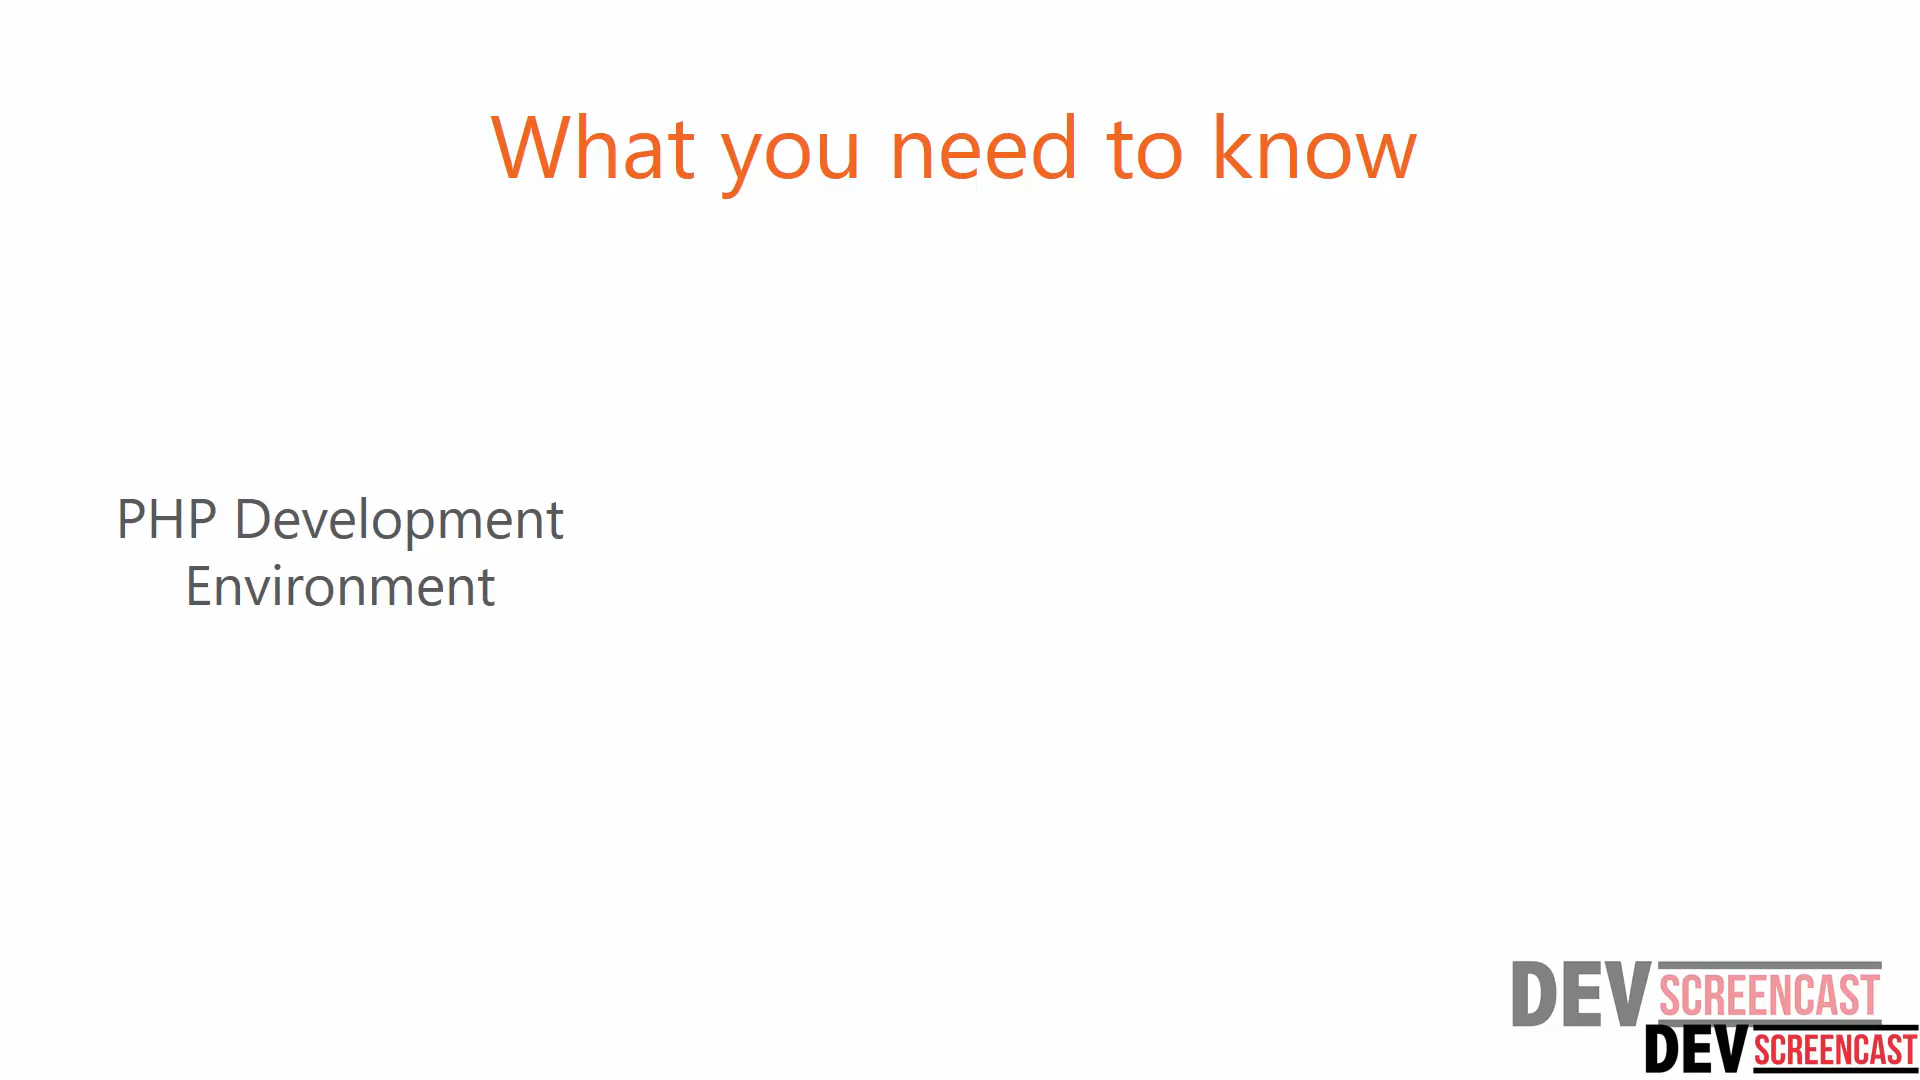 What you need to know
PHP Development
Environment
DEV SCREENCAST
DEV SCREENCAST